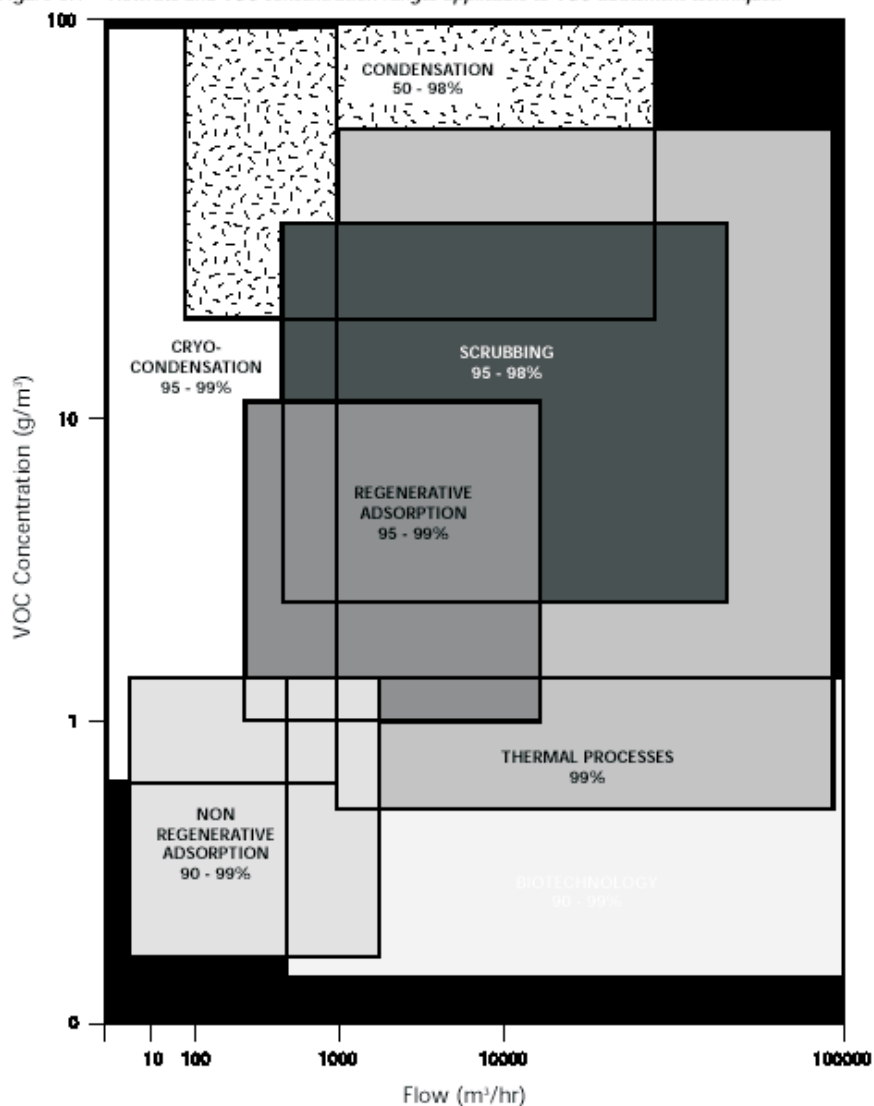 100
CONDENSATION
50 - 98%
CRYO-
CONDENSATION
95 - 99%
SCRUBBING
95 - 98%
10
REGENERATIVE
ADSORPTION
95 - 99%
VOC Concentration (g/m³)
1
THERMAL PROCESSES
99%
NON
REGENERATIVE
ADSORPTION
90 - 99%
BIOTECHNOLOGY
90 - 99%
0
10 100 1000 10000 100000
Flow (m³/hr)